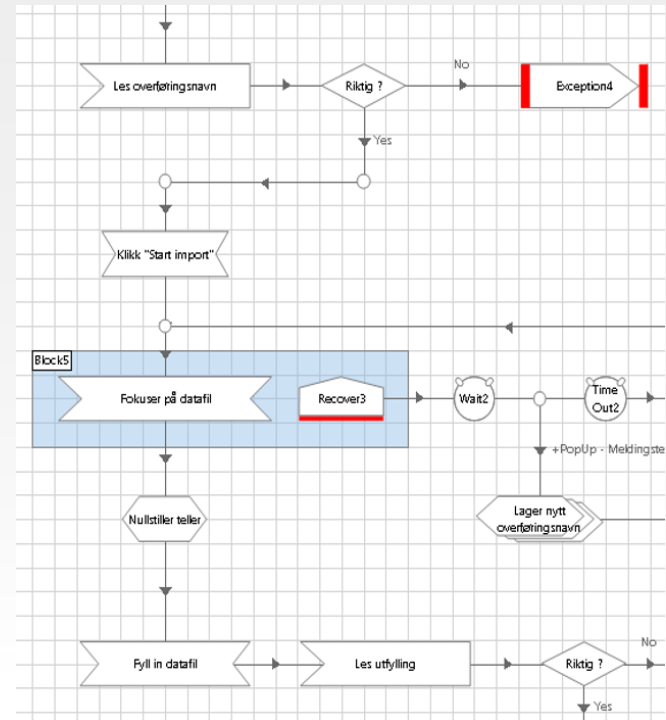 No
Les overføringsnavn
Riktig ?
Exception4
Yes
Klikk "Start import"
Block5
Fokuser på datafil
Recover3
Wait2
Time
Out2
+PopUp - Meldingste
Lager nytt
overføringsnavn
Nullstiller teller
No
Fyll in datafil
Les utfylling
Riktig ?
Yes